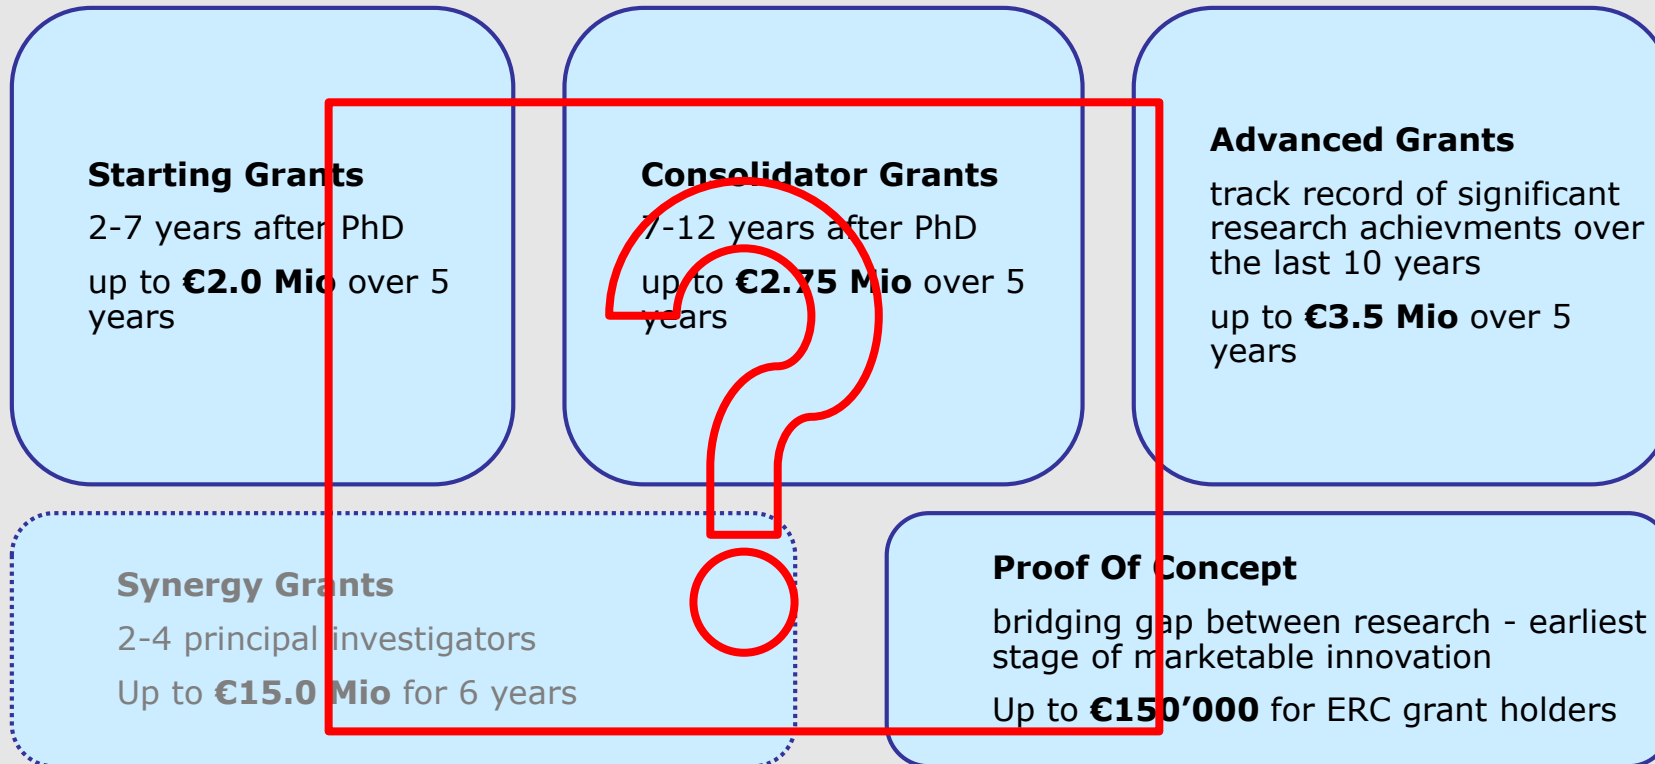 Starting Grants
2-7 years after PhD
up to €2.0 Mio over 5
years
Consolidator Grants
7-12 years after PhD
up to €2.75 Mio over 5
years
Advanced Grants
track record of significant
research achievments over
the last 10 years
up to €3.5 Mio over 5
years
Synergy Grants
2-4 principal investigators
Up to €15.0 Mio for 6 years
Proof Of Concept
bridging gap between research - earliest
stage of marketable innovation
Up to €150’000 for ERC grant holders
?